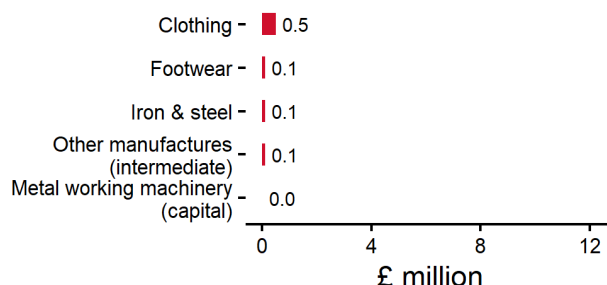 Clothing 0.5
Footwear 0.1
Iron & steel 0.1
Other manufactures
(intermediate) 0.1
Metal working machinery
(capital) 0.0
0 4 8 12
£ million